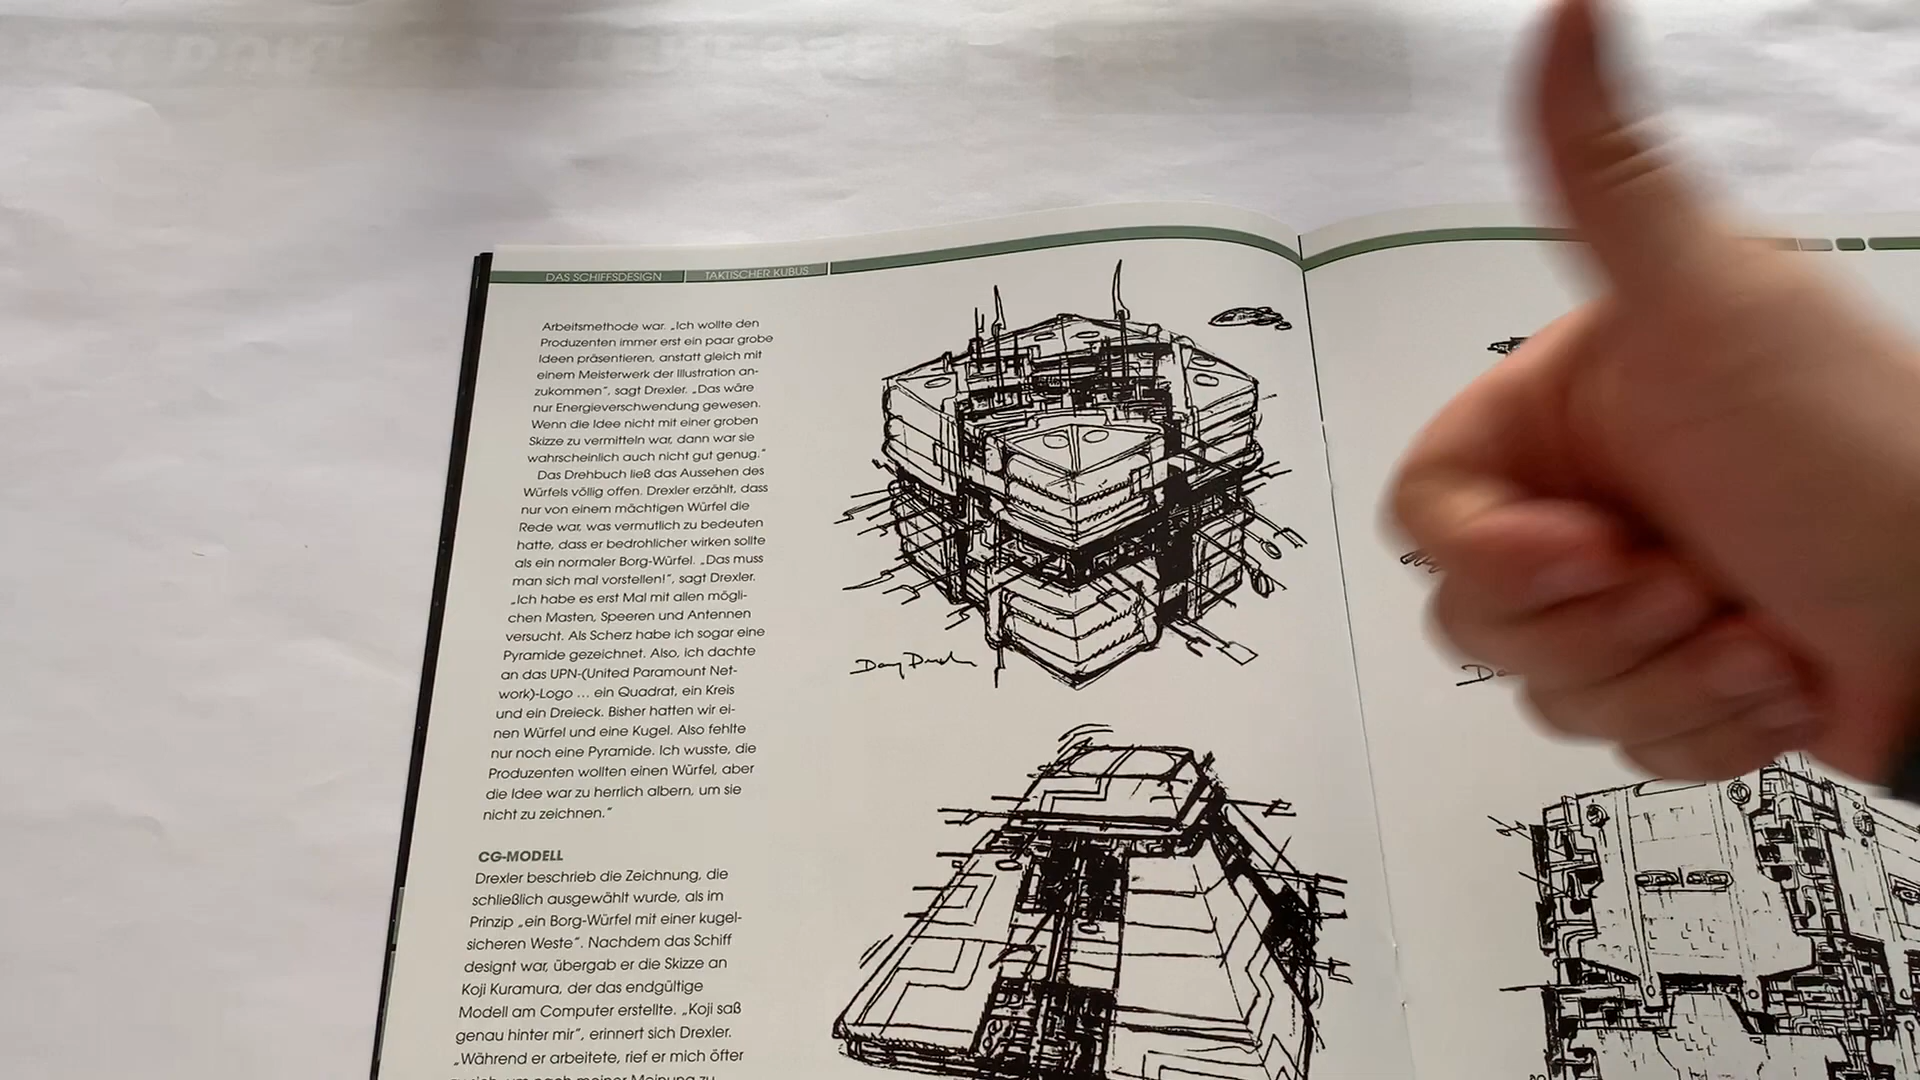 DAS SCHIFFSDESIGN
TAKTISCHER KUBUS
Arbeitsmethode war. „Ich wollte den
Produzenten immer erst ein paar grobe
Ideen präsentieren, anstatt gleich mit
einem Meisterwerk der Illustration an-
zukommen“, sagt Drexler. „Das wäre
nur Energieverschwendung gewesen.
Wenn die Idee nicht mit einer groben
Skizze zu vermitteln war, dann war sie
wahrscheinlich auch nicht gut genug.“
Das Drehbuch ließ das Aussehen des
Würfels völlig offen. Drexler erzählt, dass
nur von einem mächtigen Würfel die
Rede war, was vermutlich zu bedeuten
hatte, dass er bedrohlicher wirken sollte
als ein normaler Borg-Würfel. „Das muss
man sich mal vorstellen!“, sagt Drexler.
„Ich habe es erst Mal mit allen mögli-
chen Masten, Speeren und Antennen
versucht. Als Scherz habe ich sogar eine
Pyramide gezeichnet. Also, ich dachte
an das UPN-(United Paramount Net-
work)-Logo … ein Quadrat, ein Kreis
und ein Dreieck. Bisher hatten wir ei-
nen Würfel und eine Kugel. Also fehlte
nur noch eine Pyramide. Ich wusste, die
Produzenten wollten einen Würfel, aber
die Idee war zu herrlich albern, um sie
nicht zu zeichnen.“
CG-MODELL
Drexler beschrieb die Zeichnung, die
schließlich ausgewählt wurde, als im
Prinzip „ein Borg-Würfel mit einer kugel-
sicheren Weste“. Nachdem das Schiff
designt war, übergab er die Skizze an
Koji Kuramura, der das endgültige
Modell am Computer erstellte. „Koji saß
genau hinter mir“, erinnert sich Drexler.
„Während er arbeitete, rief er mich öfter